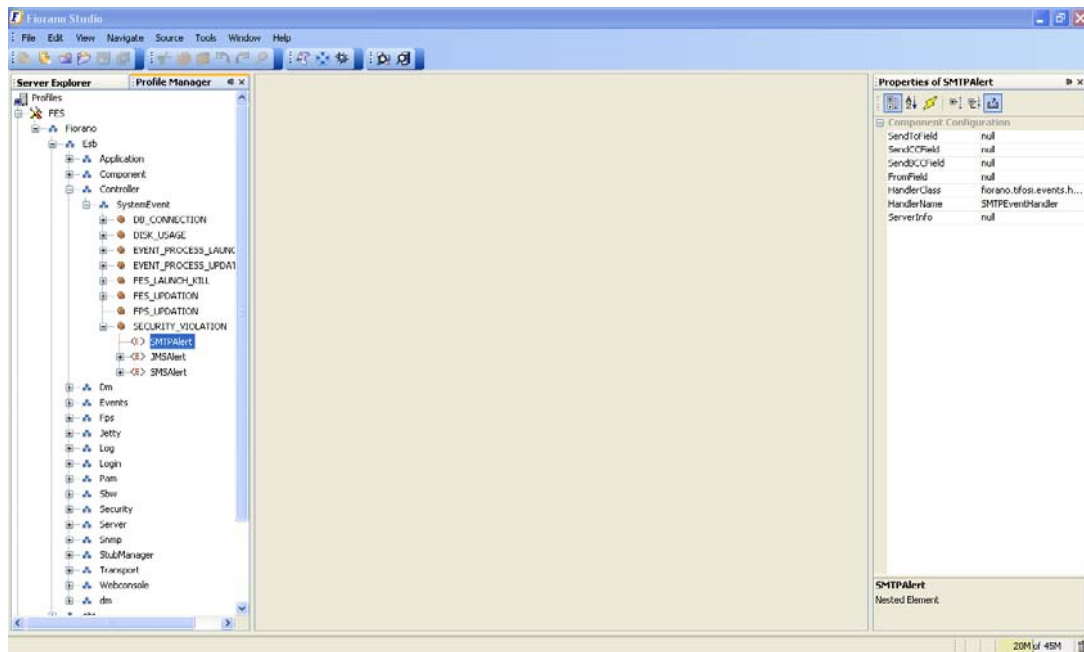 Fiorano Studio
File Edit View Navigate Source Tools Window Help
Server Explorer
Profile Manager
Profiles
FES
Fiorano
Esb
Application
Component
Controller
SystemEvent
DB_CONNECTION
DISK_USAGE
EVENT_PROCESS_LAUNC
EVENT_PROCESS_UPDAT
FES_LAUNCH_KILL
FES_UPDATION
FPS_UPDATION
SECURITY_VIOLATION
SMTPAlert
JMSAlert
SMSAlert
Dm
Events
Fps
Jetty
Log
Login
Pam
Sbw
Security
Server
Snmp
StubManager
Transport
Webconsole
dm
Properties of SMTPAlert
Component Configuration
SendToField null
SendCCField null
SendBCCField null
FromField null
HandlerClass fiorano.tifosi.events.h...
HandlerName SMTPEventHandler
ServerInfo null
SMTPAlert
Nested Element
20M of 45M